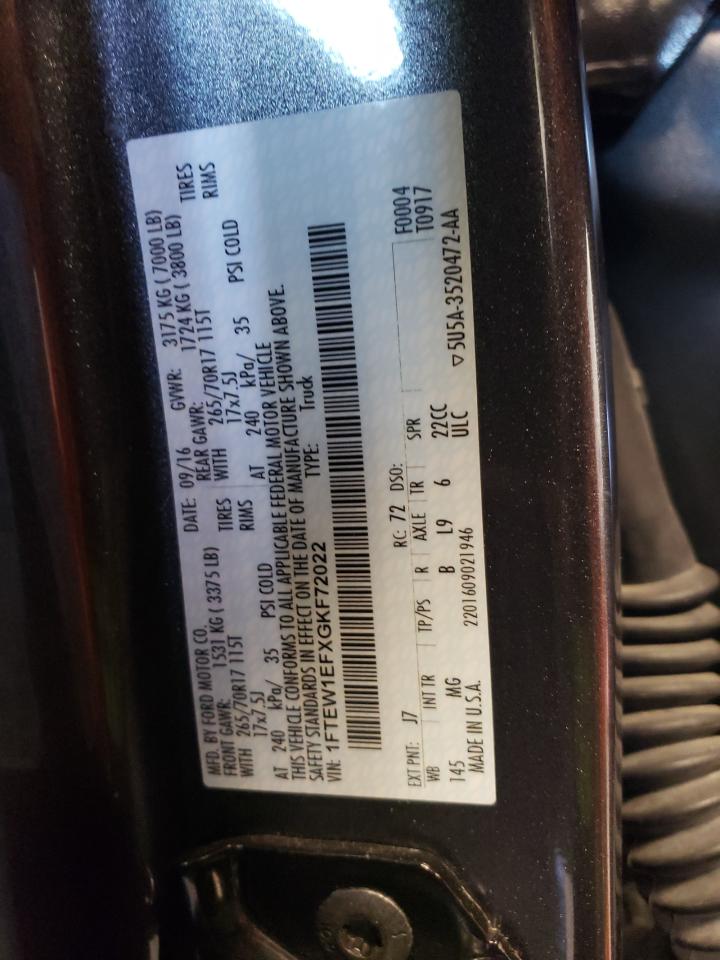 MFD. BY FORD MOTOR CO. DATE: 09/16 GVWR: 3175 KG ( 7000 LB)
FRONT GAWR: 1531 KG ( 3375 LB) REAR GAWR: 1724 KG ( 3800 LB)
WITH 265/70R17 115T TIRES WITH 265/70R17 115T TIRES
17x7.5J RIMS 17x7.5J RIMS
AT 240 kPa/ 35 PSI COLD AT 240 kPa/ 35 PSI COLD
THIS VEHICLE CONFORMS TO ALL APPLICABLE FEDERAL MOTOR VEHICLE
SAFETY STANDARDS IN EFFECT ON THE DATE OF MANUFACTURE SHOWN ABOVE.
VIN: 1FTEW1EFXGKF72022 TYPE: Truck
EXT PNT: J7 RC: 72 DSO: F0004
WB INT TR TP/PS R AXLE TR SPR T0917
145 MG B L9 6 22CC
ULC
MADE IN U.S.A. 2201609021946 ▽5U5A-3520472-AA